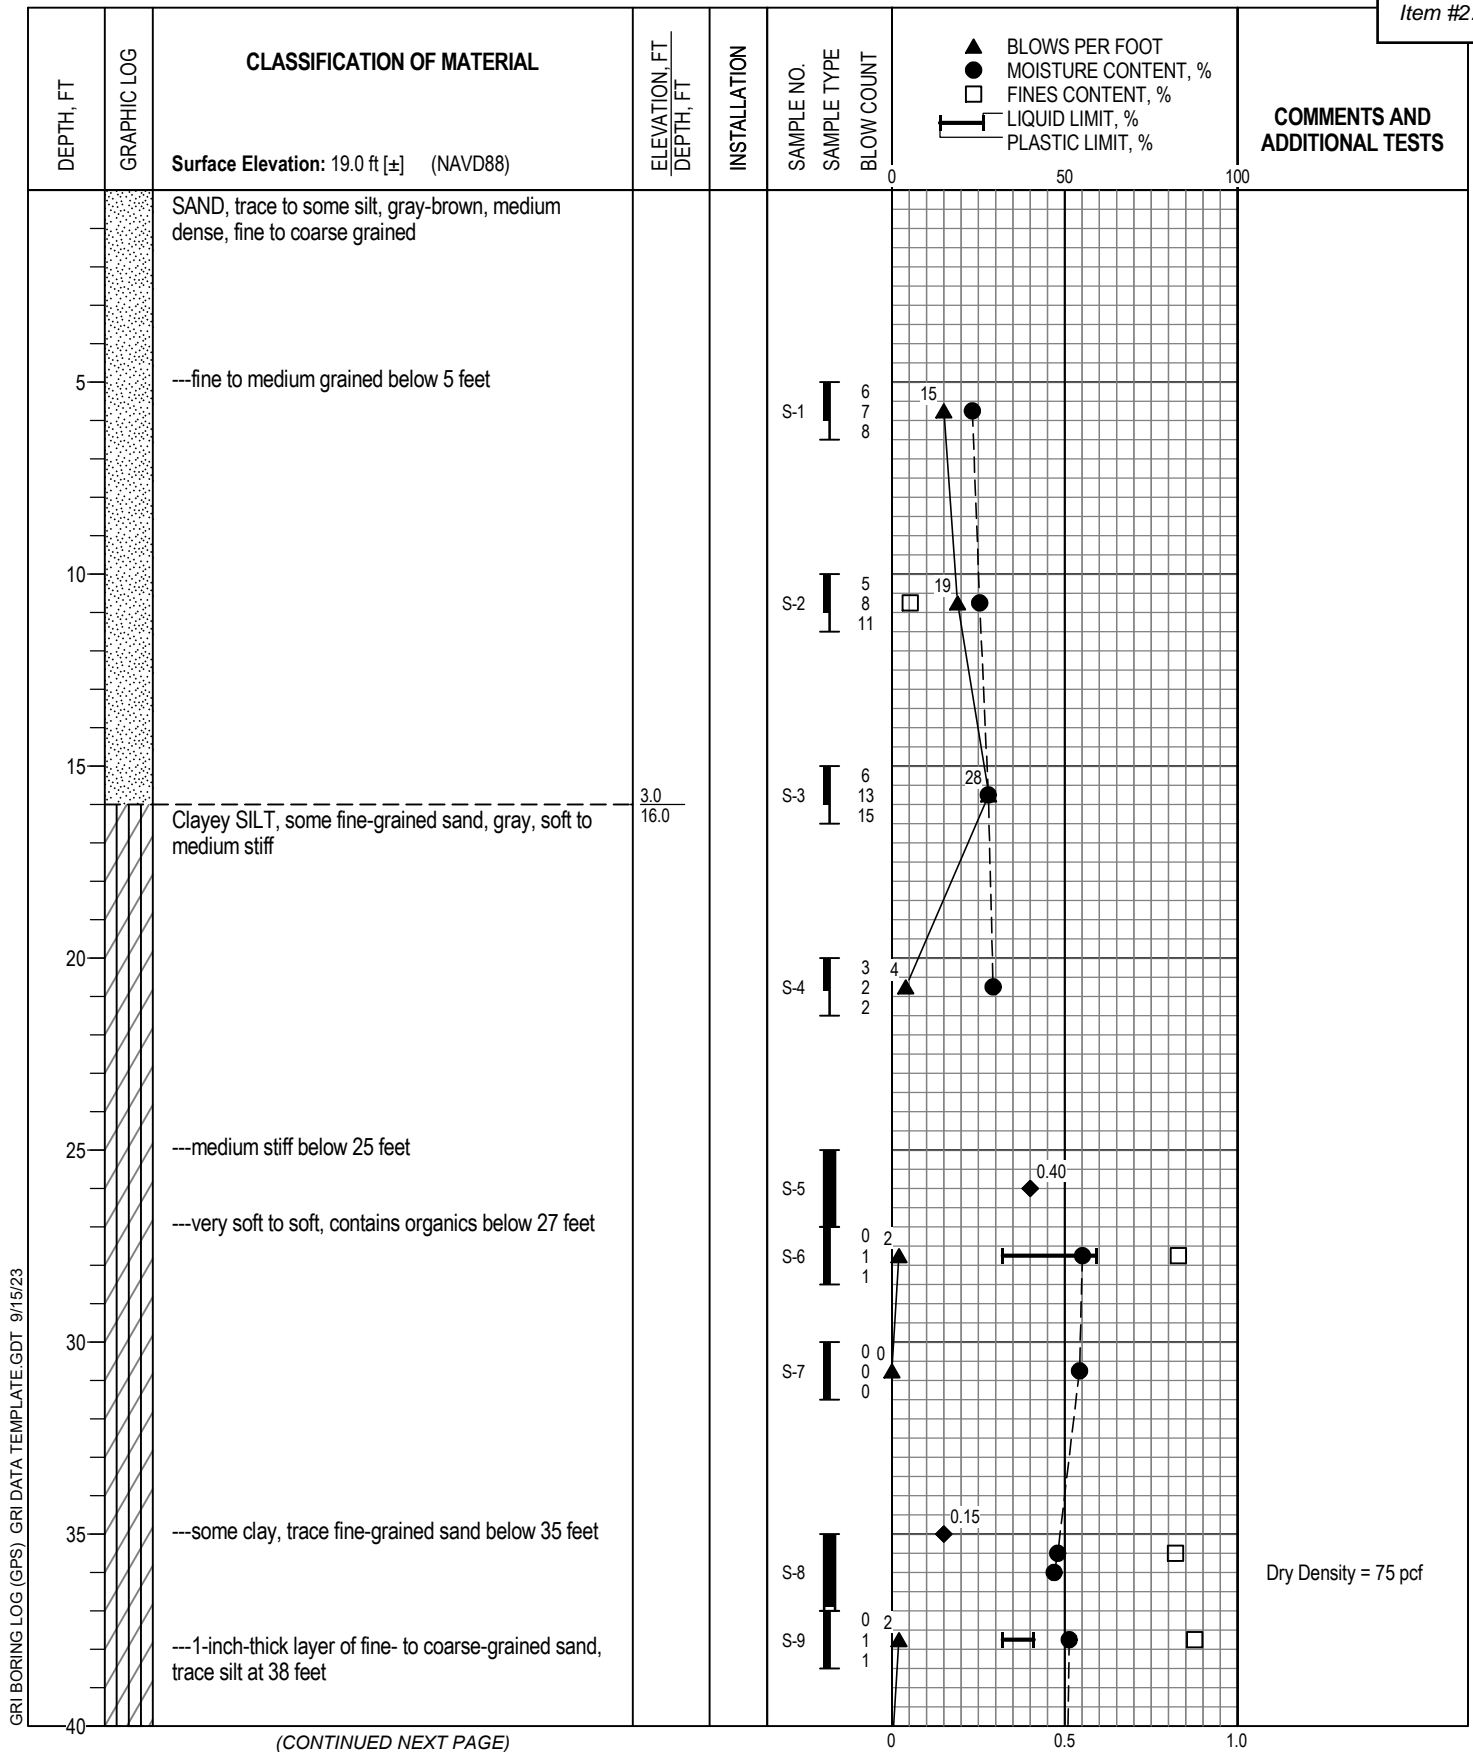 Item #2.
DEPTH, FT
GRAPHIC LOG
CLASSIFICATION OF MATERIAL
Surface Elevation: 19.0 ft [±] (NAVD88)
ELEVATION, FT
DEPTH, FT
INSTALLATION
SAMPLE NO.
SAMPLE TYPE
BLOW COUNT
BLOWS PER FOOT
MOISTURE CONTENT, %
FINES CONTENT, %
LIQUID LIMIT, %
PLASTIC LIMIT, %
0 50 100
COMMENTS AND
ADDITIONAL TESTS
SAND, trace to some silt, gray-brown, medium
dense, fine to coarse grained
5
---fine to medium grained below 5 feet
S-1
6
7
8
15
10
S-2
5
8
11
19
15
S-3
6
13
15
28
3.0
16.0
Clayey SILT, some fine-grained sand, gray, soft to
medium stiff
20
S-4
3
2
2
4
25
---medium stiff below 25 feet
S-5
0.40
---very soft to soft, contains organics below 27 feet
S-6
0
1
1
2
30
S-7
0
0
0
0
35
---some clay, trace fine-grained sand below 35 feet
0.15
S-8
Dry Density = 75 pcf
S-9
0
1
1
2
---1-inch-thick layer of fine- to coarse-grained sand,
trace silt at 38 feet
40
(CONTINUED NEXT PAGE)
0 0.5 1.0
GRI BORING LOG (GPS) GRI DATA TEMPLATE.GDT 9/15/23